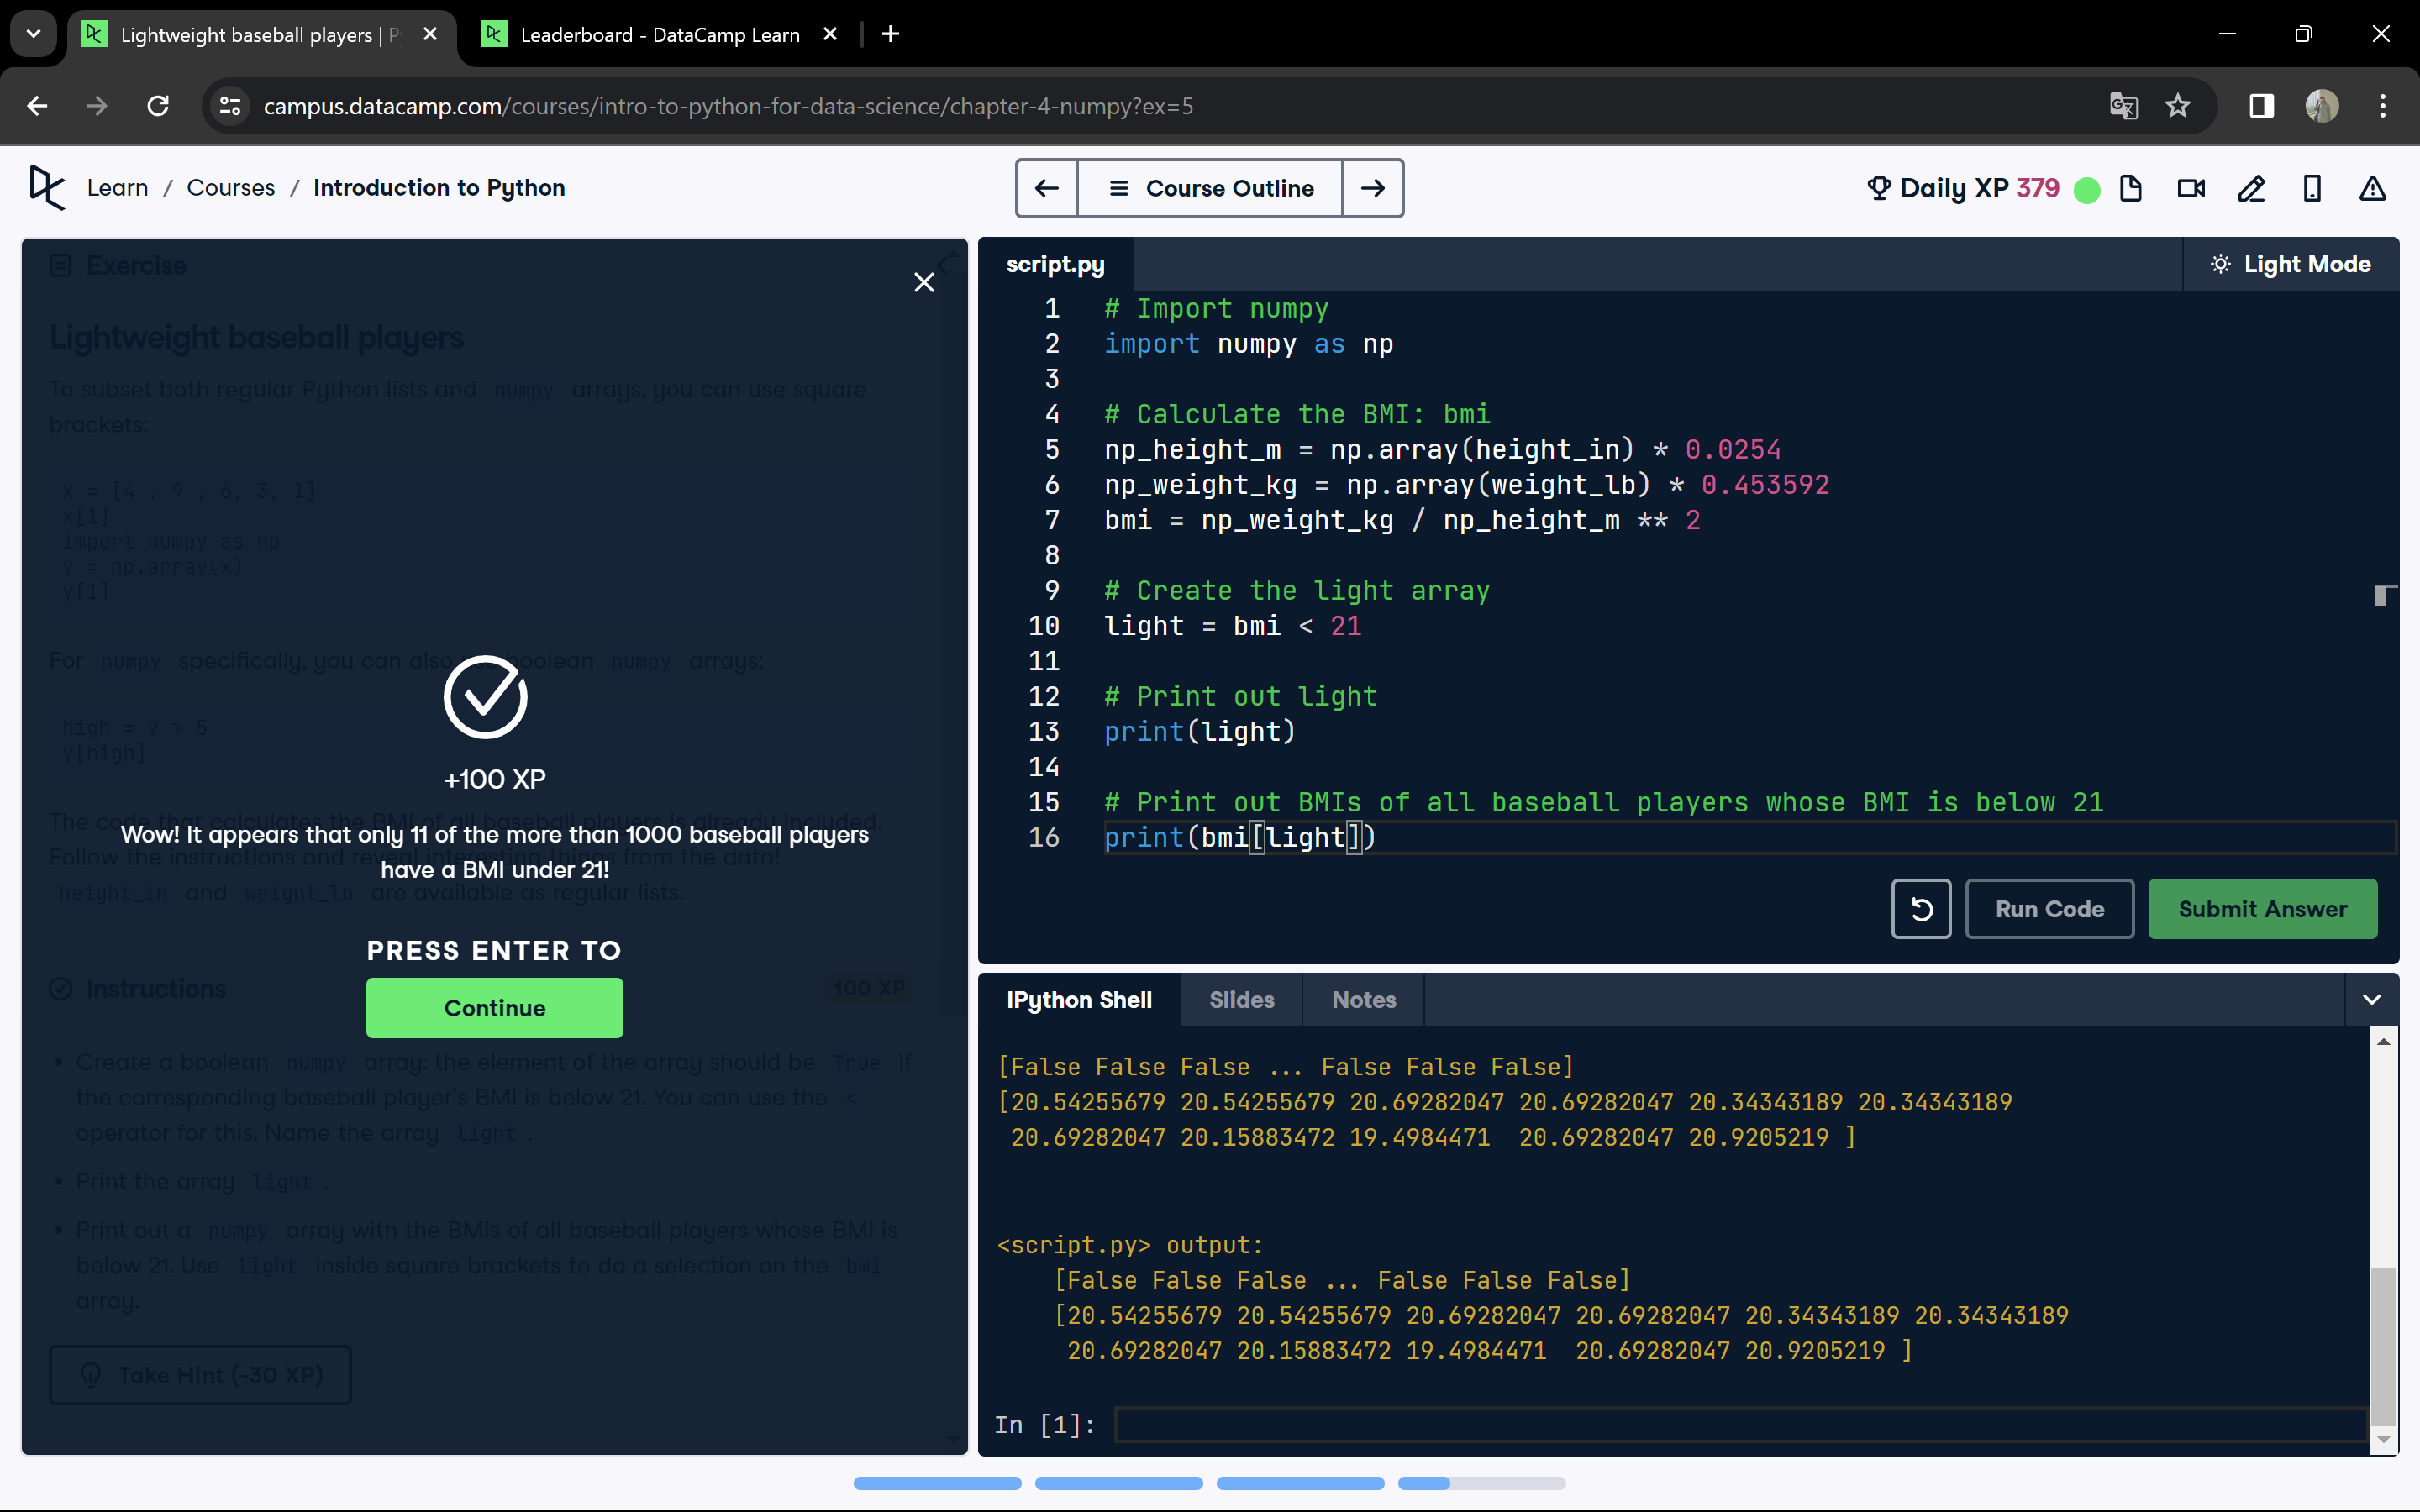 Lightweight baseball players | P
Leaderboard - DataCamp Learn
campus.datacamp.com/courses/intro-to-python-for-data-science/chapter-4-numpy?ex=5
Learn / Courses / Introduction to Python
Course Outline
Daily XP 379
Exercise
Lightweight baseball players
To subset both regular Python lists and numpy arrays, you can use square
brackets:
x = [4 , 9 , 6, 3, 1]
x[1]
import numpy as np
y = np.array(x)
y[1]
For numpy specifically, you can also use boolean numpy arrays:
high = y > 5
y[high]
The code that calculates the BMI of all baseball players is already included.
Follow the instructions and reveal interesting things from the data!
height_in and weight_lb are available as regular lists.
+100 XP
Wow! It appears that only 11 of the more than 1000 baseball players
have a BMI under 21!
PRESS ENTER TO
Continue
Instructions
100 XP
• Create a boolean numpy array: the element of the array should be True if
the corresponding baseball player's BMI is below 21. You can use the <
operator for this. Name the array light.
• Print the array light.
• Print out a numpy array with the BMIs of all baseball players whose BMI is
below 21. Use light inside square brackets to do a selection on the bmi
array.
Take Hint (-30 XP)
script.py
Light Mode
1 # Import numpy
2 import numpy as np
3
4 # Calculate the BMI: bmi
5 np_height_m = np.array(height_in) * 0.0254
6 np_weight_kg = np.array(weight_lb) * 0.453592
7 bmi = np_weight_kg / np_height_m ** 2
8
9 # Create the light array
10 light = bmi < 21
11
12 # Print out light
13 print(light)
14
15 # Print out BMIs of all baseball players whose BMI is below 21
16 print(bmi[light])
Run Code
Submit Answer
IPython Shell
Slides
Notes
[False False False ... False False False]
[20.54255679 20.54255679 20.69282047 20.69282047 20.34343189 20.34343189
20.69282047 20.15883472 19.4984471  20.69282047 20.9205219 ]
<script.py> output:
[False False False ... False False False]
[20.54255679 20.54255679 20.69282047 20.69282047 20.34343189 20.34343189
20.69282047 20.15883472 19.4984471  20.69282047 20.9205219 ]
In [1]: